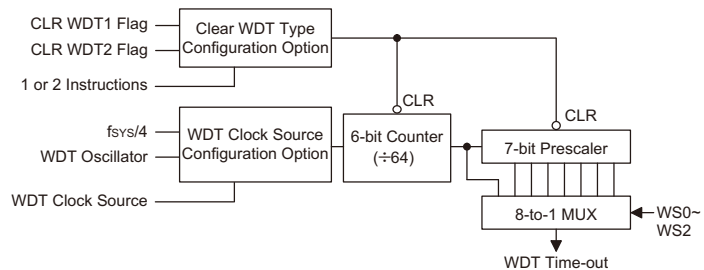 CLR WDT1 Flag
CLR WDT2 Flag
1 or 2 Instructions
Clear WDT Type
Configuration Option
CLR
CLR
fSYS/4
WDT Oscillator
WDT Clock Source
WDT Clock Source
Configuration Option
6-bit Counter
(÷64)
7-bit Prescaler
8-to-1 MUX
WS0~
WS2
WDT Time-out